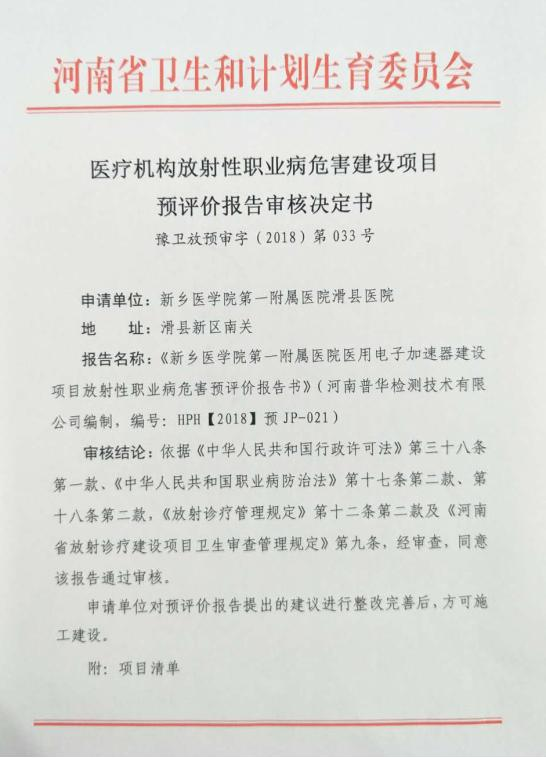 河南省卫生和计划生育委员会
医疗机构放射性职业病危害建设项目
预评价报告审核决定书
豫卫放预审字(2018)第 033 号
申请单位：新乡医学院第一附属医院滑县医院
地 址：滑县新区南关
报告名称：《新乡医学院第一附属医院医用电子加速器建设
项目放射性职业病危害预评价报告书》(河南普华检测技术有限
公司编制，编号：HPH【2018】预 JP-021)
审核结论：依据《中华人民共和国行政许可法》第三十八条
第一款、《中华人民共和国职业病防治法》第十七条第二款、第
十八条第二款，《放射诊疗管理规定》第十二条第二款及《河南
省放射诊疗建设项目卫生审查管理规定》第九条，经审查，同意
该报告通过审核。
申请单位对预评价报告提出的建议进行整改完善后，方可施
工建设。
附：项目清单